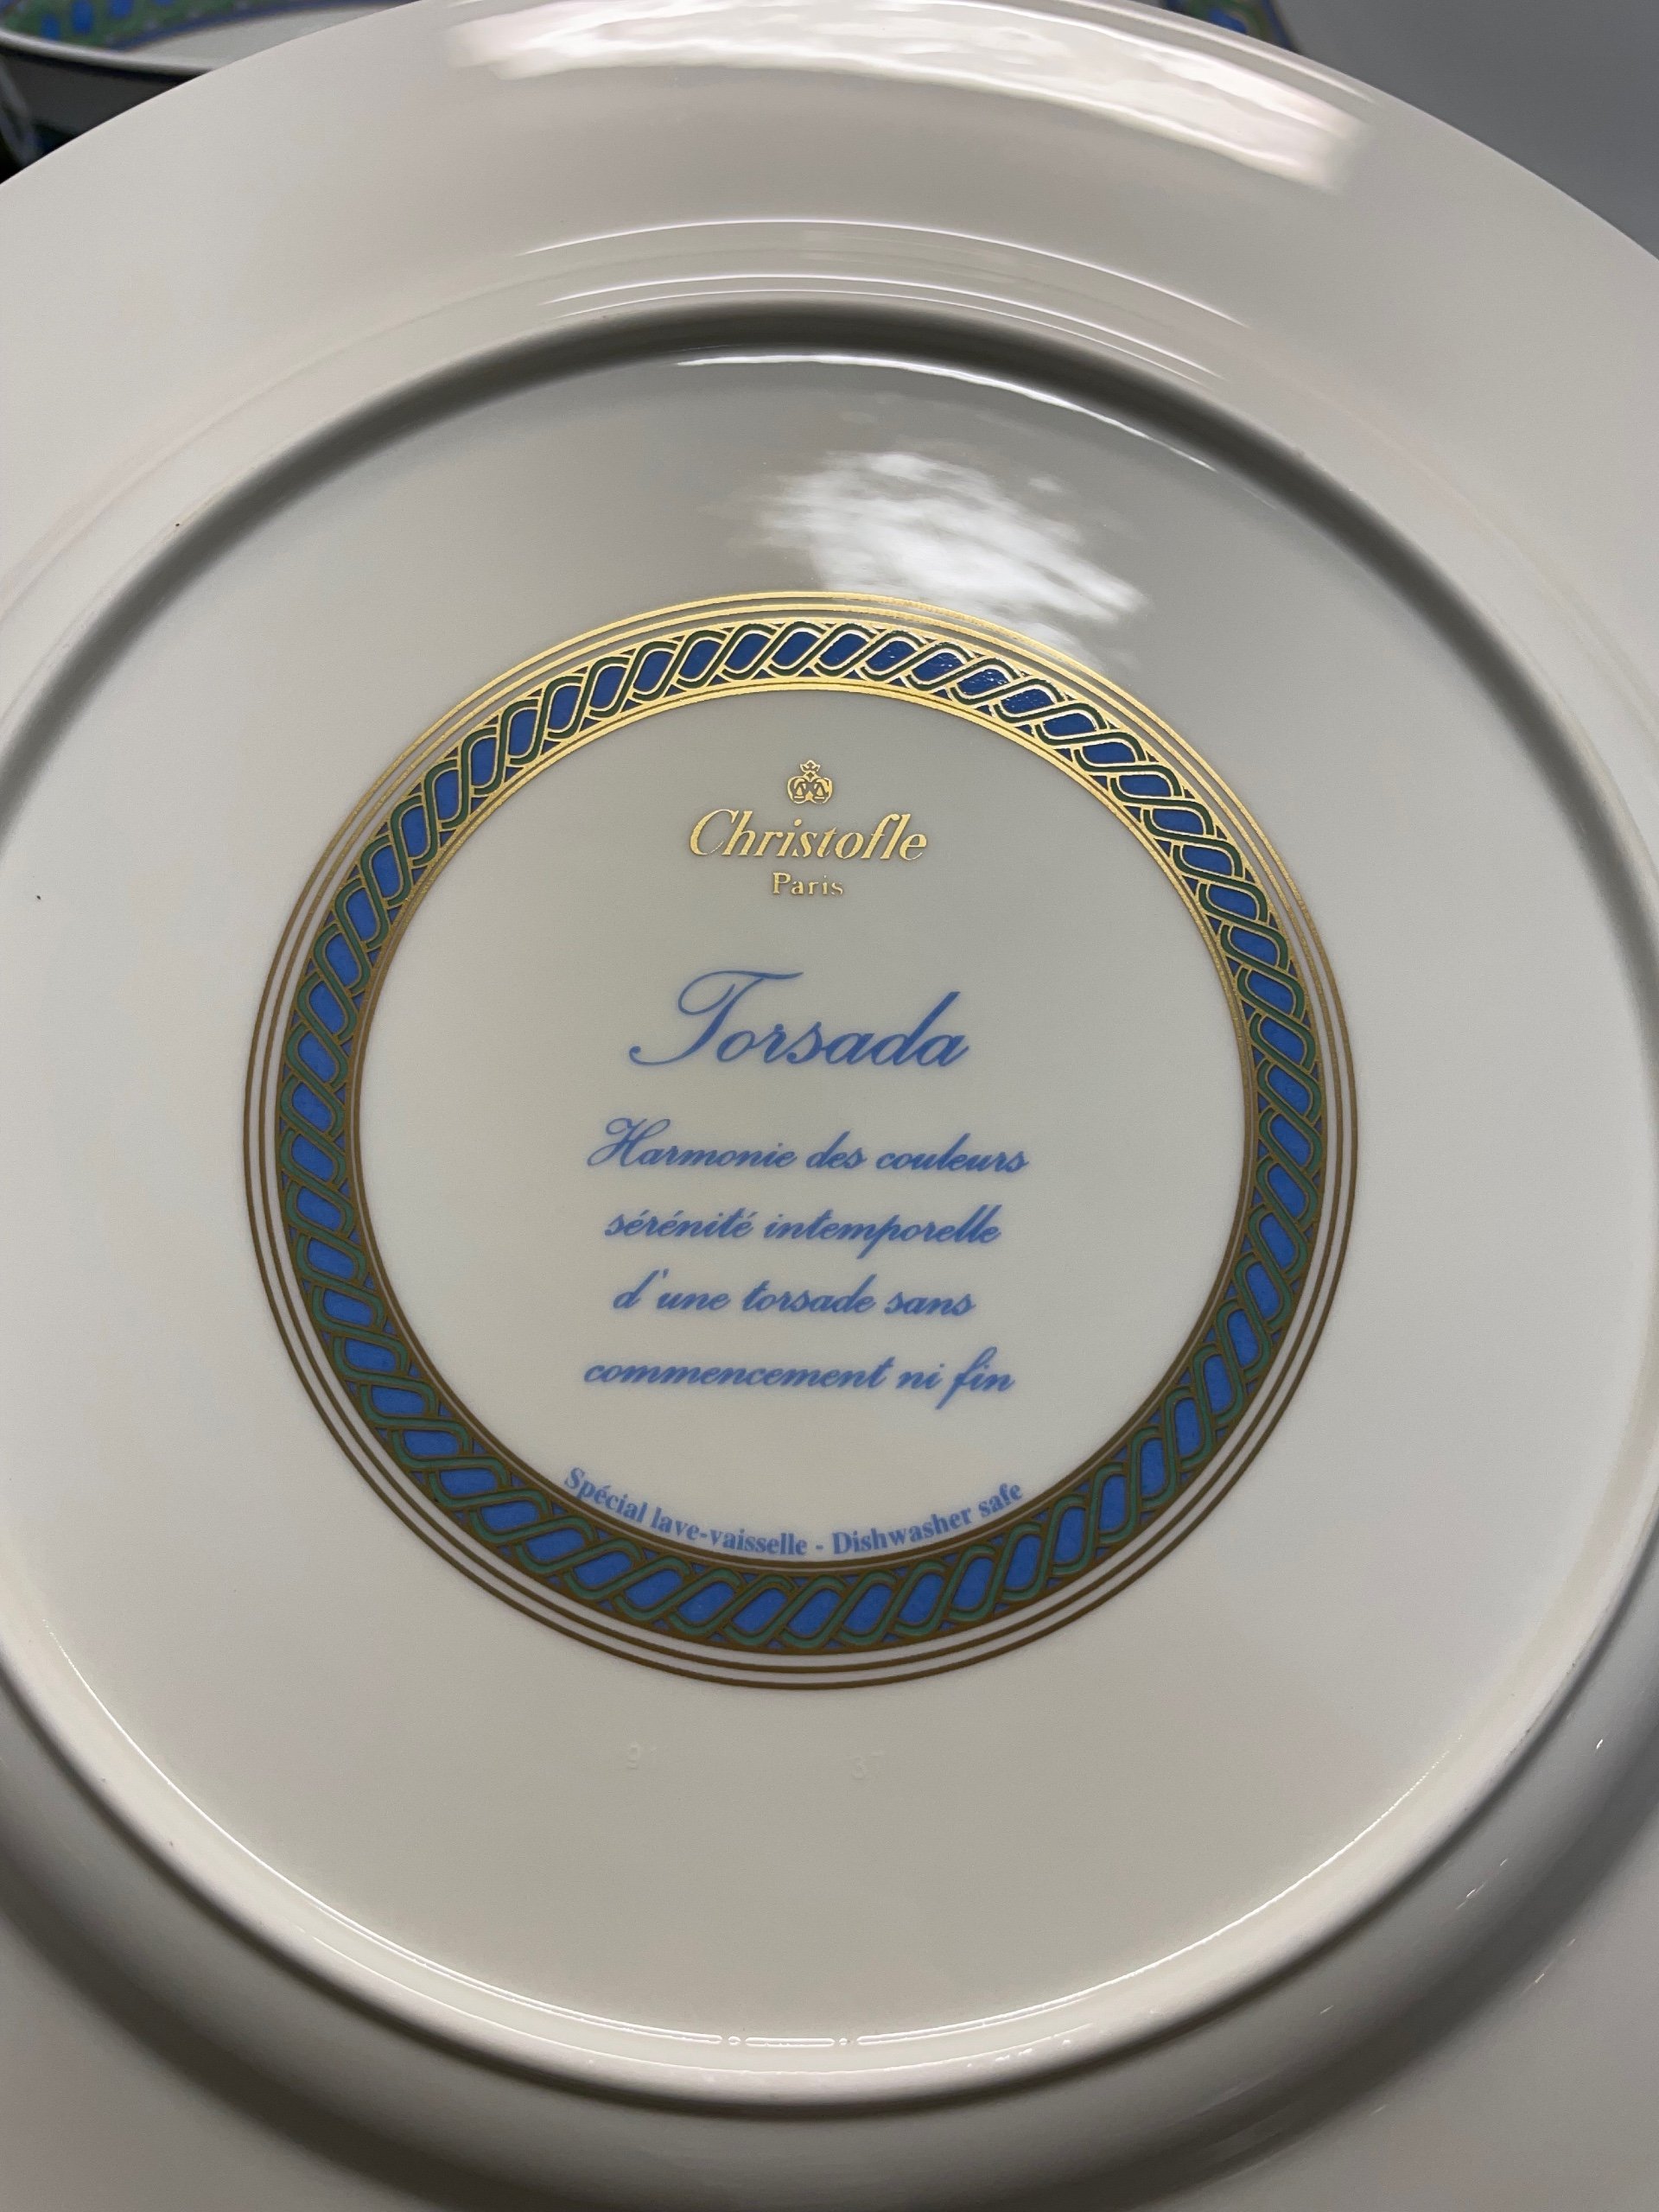 Christofle
Paris
Torsada
Harmonie des couleurs
sérénité intemporelle
d'une torsade sans
commencement ni fin
Spécial lave-vaisselle - Dishwasher safe